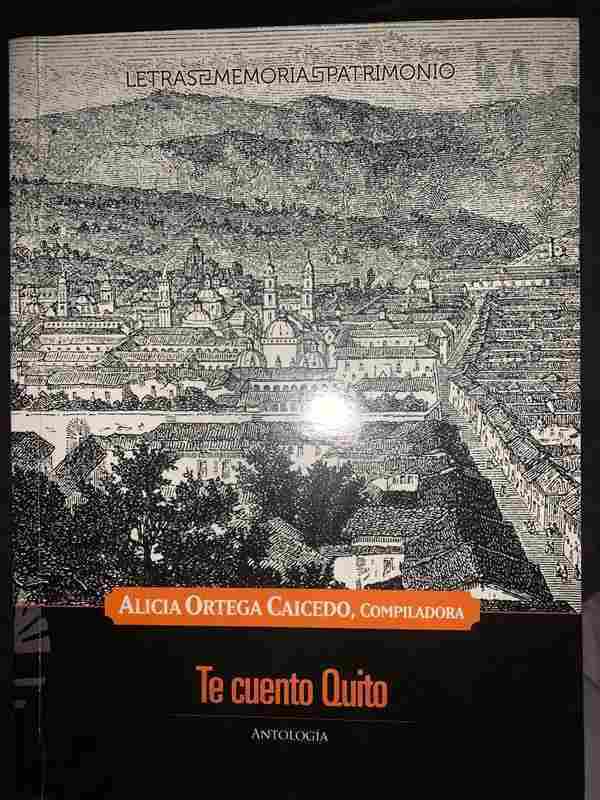 LETRAS MEMORIA PATRIMONIO
ALICIA ORTEGA CAICEDO, COMPILADORA
Te cuento Quito
ANTOLOGÍA